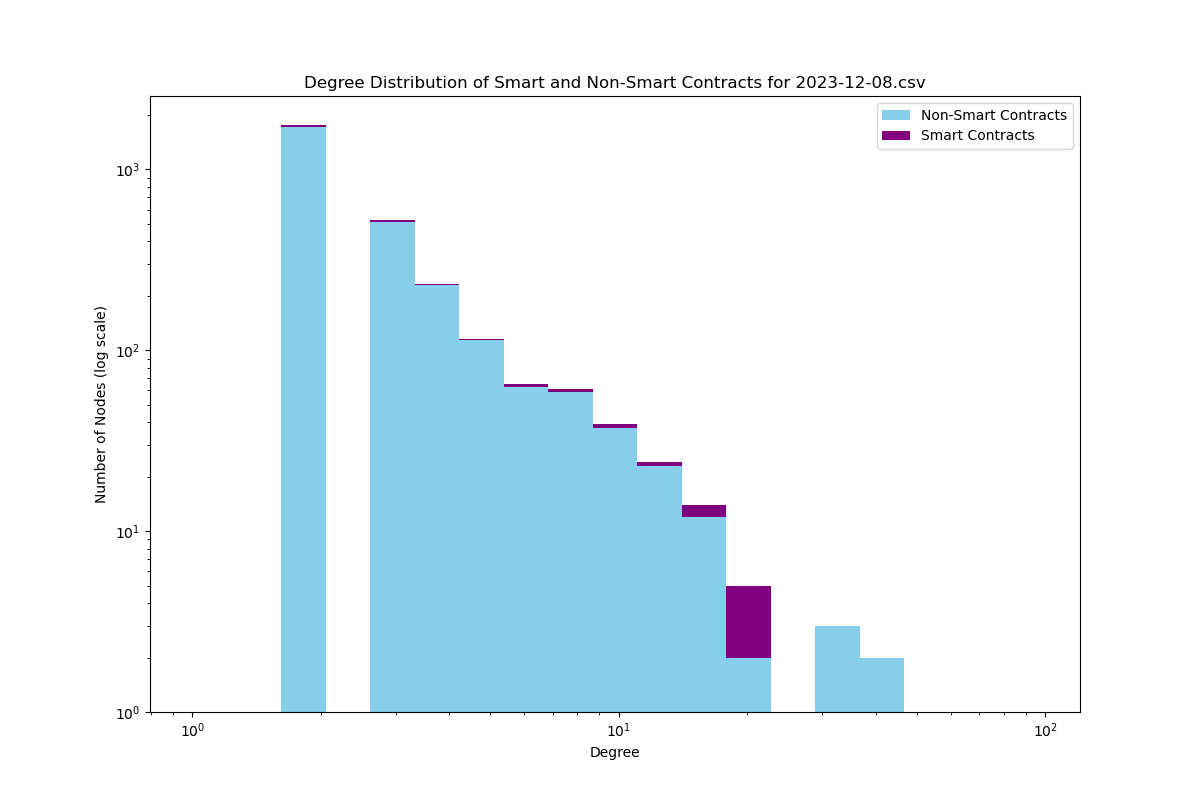 Degree Distribution of Smart and Non-Smart Contracts for 2023-12-08.csv
Non-Smart Contracts
Smart Contracts
Number of Nodes (log scale)
10³
10²
10¹
10⁰
10⁰ 10¹ 10²
Degree